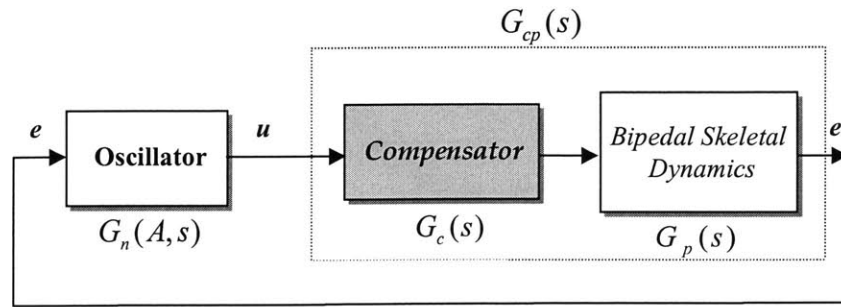 G_cp(s)
e
Oscillator
u
Compensator
Bipedal Skeletal
Dynamics
e
G_n(A,s)
G_c(s)
G_p(s)